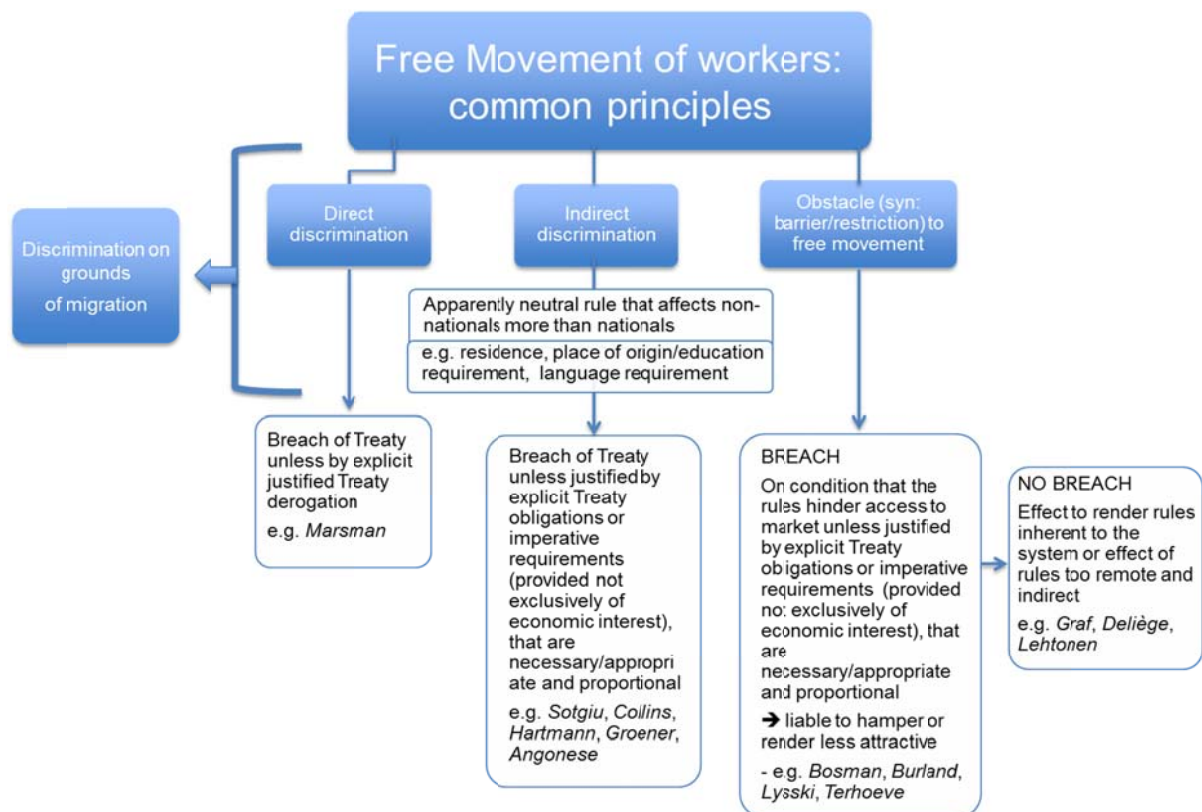 Free Movement of workers:
common principles
Discrimination on
grounds
of migration
Direct
discrimination
Indirect
discrimination
Obstacle (syn:
barrier/restriction) to
free movement
Apparently neutral rule that affects non-
nationals more than nationals
e.g. residence, place of origin/education
requirement, language requirement
Breach of Treaty
unless by explicit
justified Treaty
derogation
e.g. Marsman
Breach of Treaty
unless justified by
explicit Treaty
obligations or
imperative
requirements
(provided not
exclusively of
economic interest),
that are
necessary/appropri
ate and proportional
e.g. Sotgiu, Collins,
Hartmann, Groener,
Angonese
BREACH
On condition that the
rules hinder access to
market unless justified
by explicit Treaty
obligations or imperative
requirements (provided
not exclusively of
economic interest), that
are
necessary/appropriate
and proportional
➔ liable to hamper or
render less attractive
- e.g. Bosman, Burland,
Lysski, Terhoeve
NO BREACH
Effect to render rules
inherent to the
system or effect of
rules too remote and
indirect
e.g. Graf, Deliège,
Lehtonen